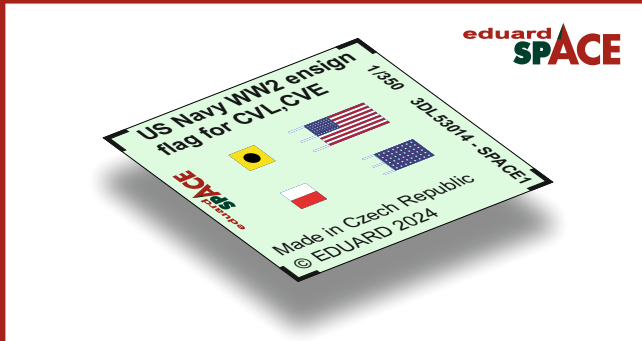 eduard
SPACE
US Navy WW2 ensign
flag for CVL,CVE
1/350
3DL53014 - SPACE1
eduard
SPACE
Made in Czech Republic
© EDUARD 2024